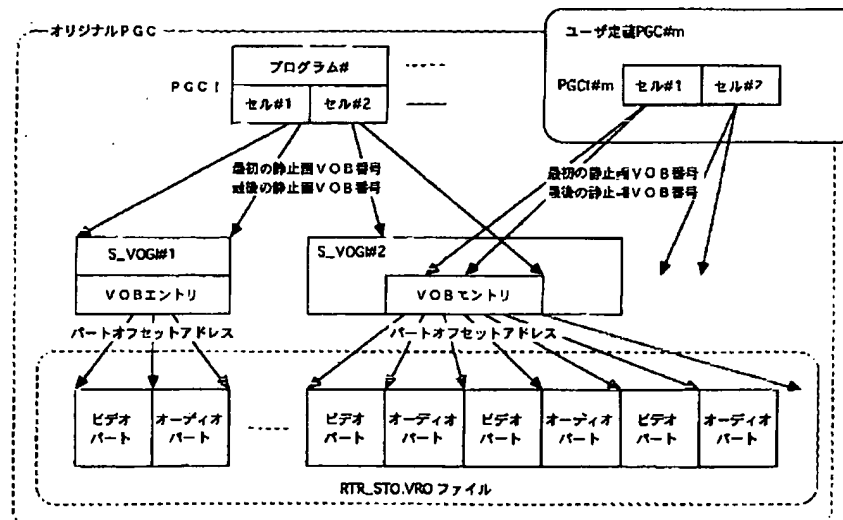 オリジナルPGC
ユーザ定義PGC#m
プログラム#
PGCI
セル#1
セル#2
PGCI#m
セル#1
セル#2
最初の静止画VOB番号
最後の静止画VOB番号
最初の静止画VOB番号
最後の静止画VOB番号
S_VOGI#1
VOBエントリ
S_VOGI#2
VOBエントリ
パートオフセットアドレス
パートオフセットアドレス
ビデオ
パート
オーディオ
パート
ビデオ
パート
オーディオ
パート
ビデオ
パート
オーディオ
パート
ビデオ
パート
オーディオ
パート
RTR_STO.VROファイル